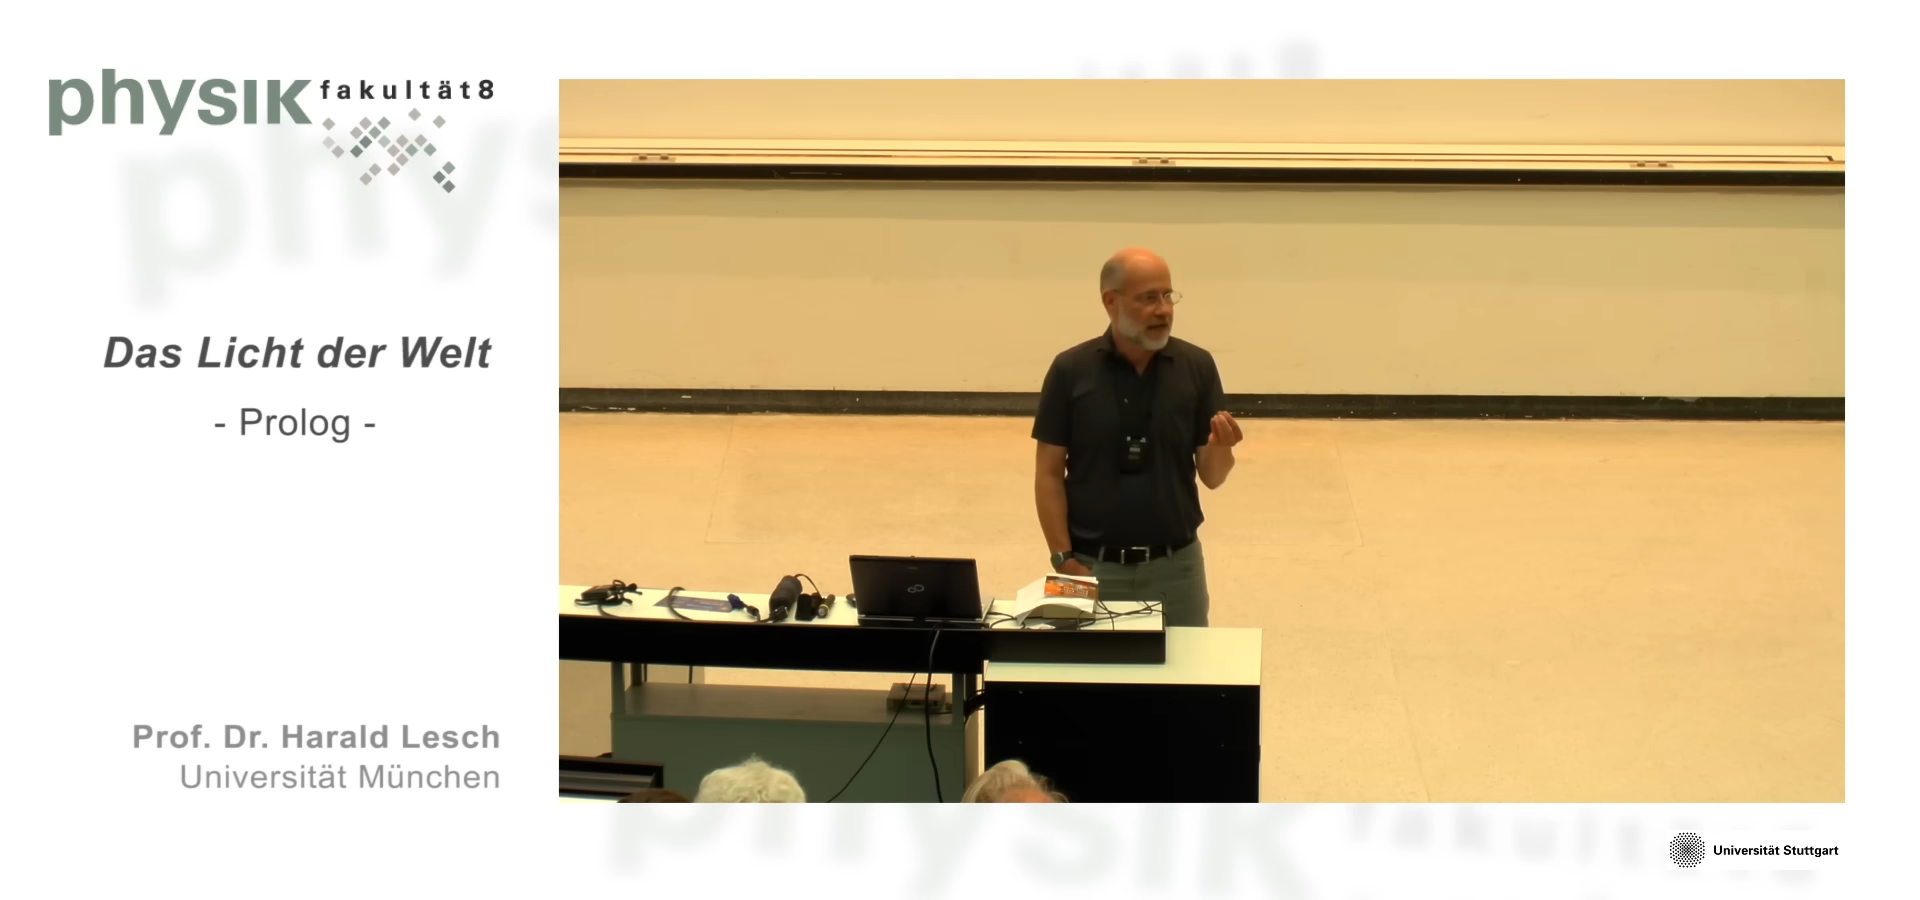 physik fakultät8
Das Licht der Welt
- Prolog -
Prof. Dr. Harald Lesch
Universität München
Universität Stuttgart